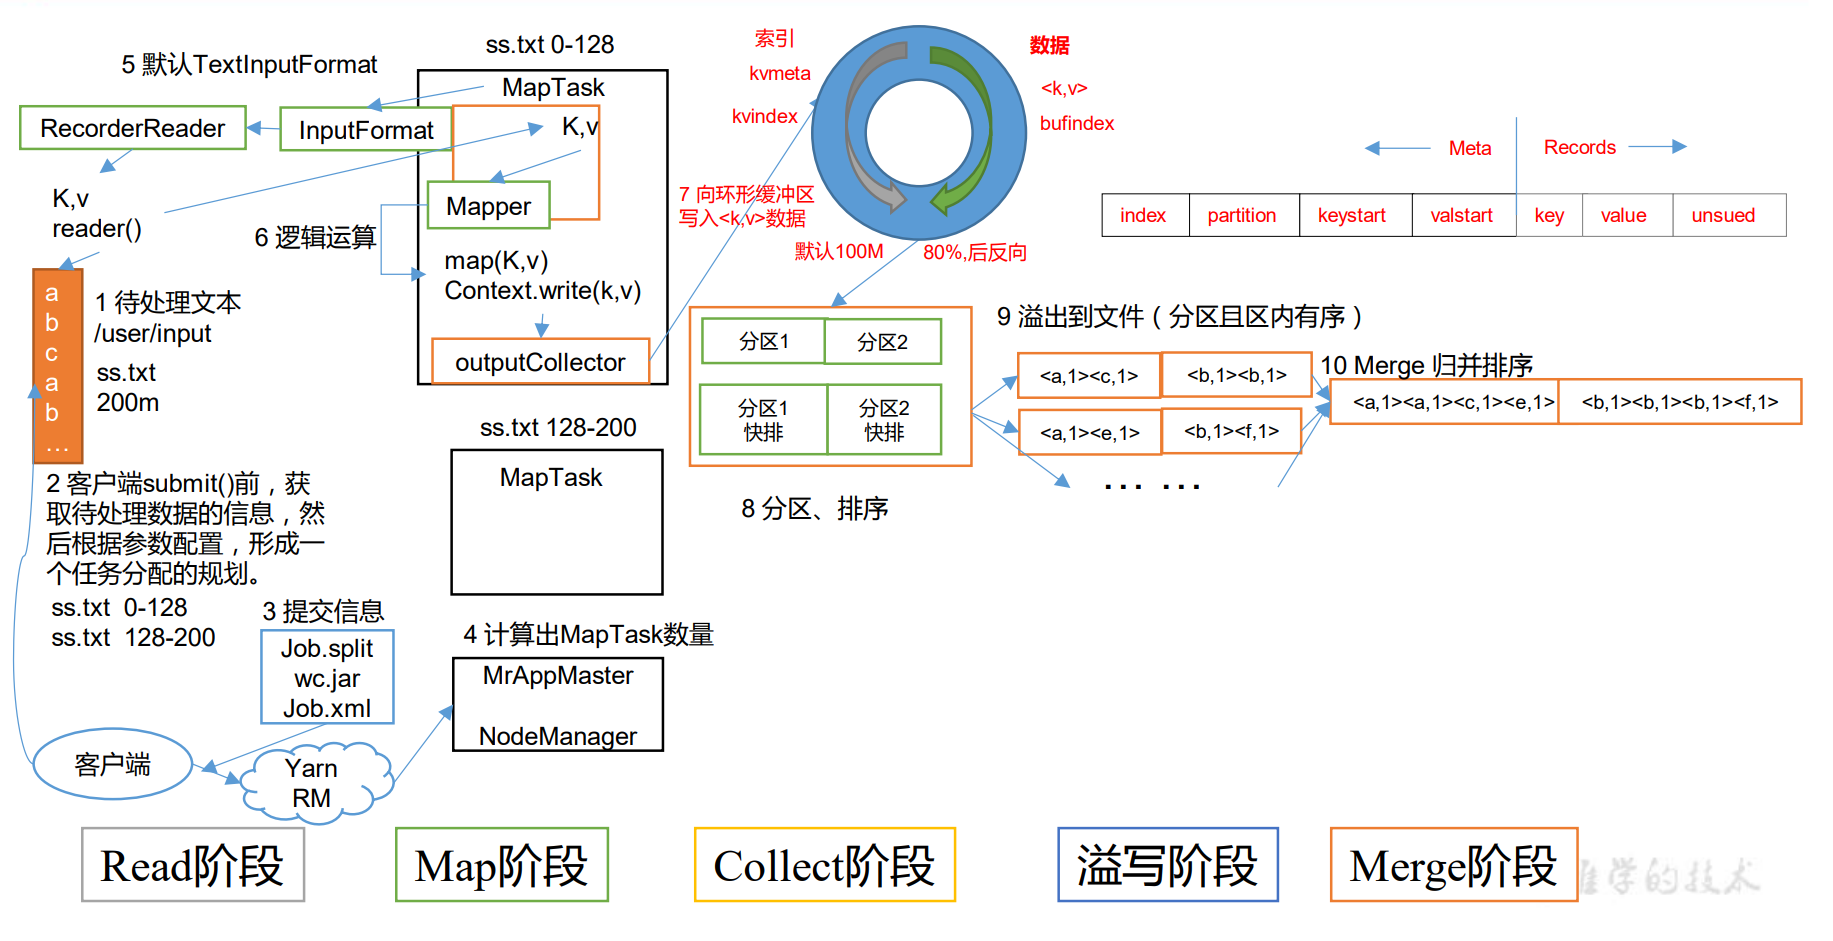 ss.txt 0-128
5 默认TextInputFormat
MapTask
RecorderReader
InputFormat
K,v
K,v
reader()
Mapper
6 逻辑运算
map(K,v)
Context.write(k,v)
outputCollector
a
b
c
a
b
...
1 待处理文本
/user/input
ss.txt
200m
2 客户端submit()前，获
取待处理数据的信息，然
后根据参数配置，形成一
个任务分配的规划。
ss.txt 0-128
ss.txt 128-200
3 提交信息
Job.split
wc.jar
Job.xml
客户端
Yarn
RM
ss.txt 128-200
MapTask
4 计算出MapTask数量
MrAppMaster
NodeManager
索引
kvmeta
kvindex
数据
<k,v>
bufindex
7 向环形缓冲区
写入<k,v>数据
默认100M
80%,后反向
Meta
Records
index partition keystart valstart key value unsued
分区1 分区2
分区1
快排
分区2
快排
8 分区、排序
9 溢出到文件（分区且区内有序）
<a,1><c,1> <b,1><b,1>
<a,1><e,1> <b,1><f,1>
... ...
10 Merge 归并排序
<a,1><a,1><c,1><e,1> <b,1><b,1><b,1><f,1>
Read阶段 Map阶段 Collect阶段 溢写阶段 Merge阶段
谁学的技术